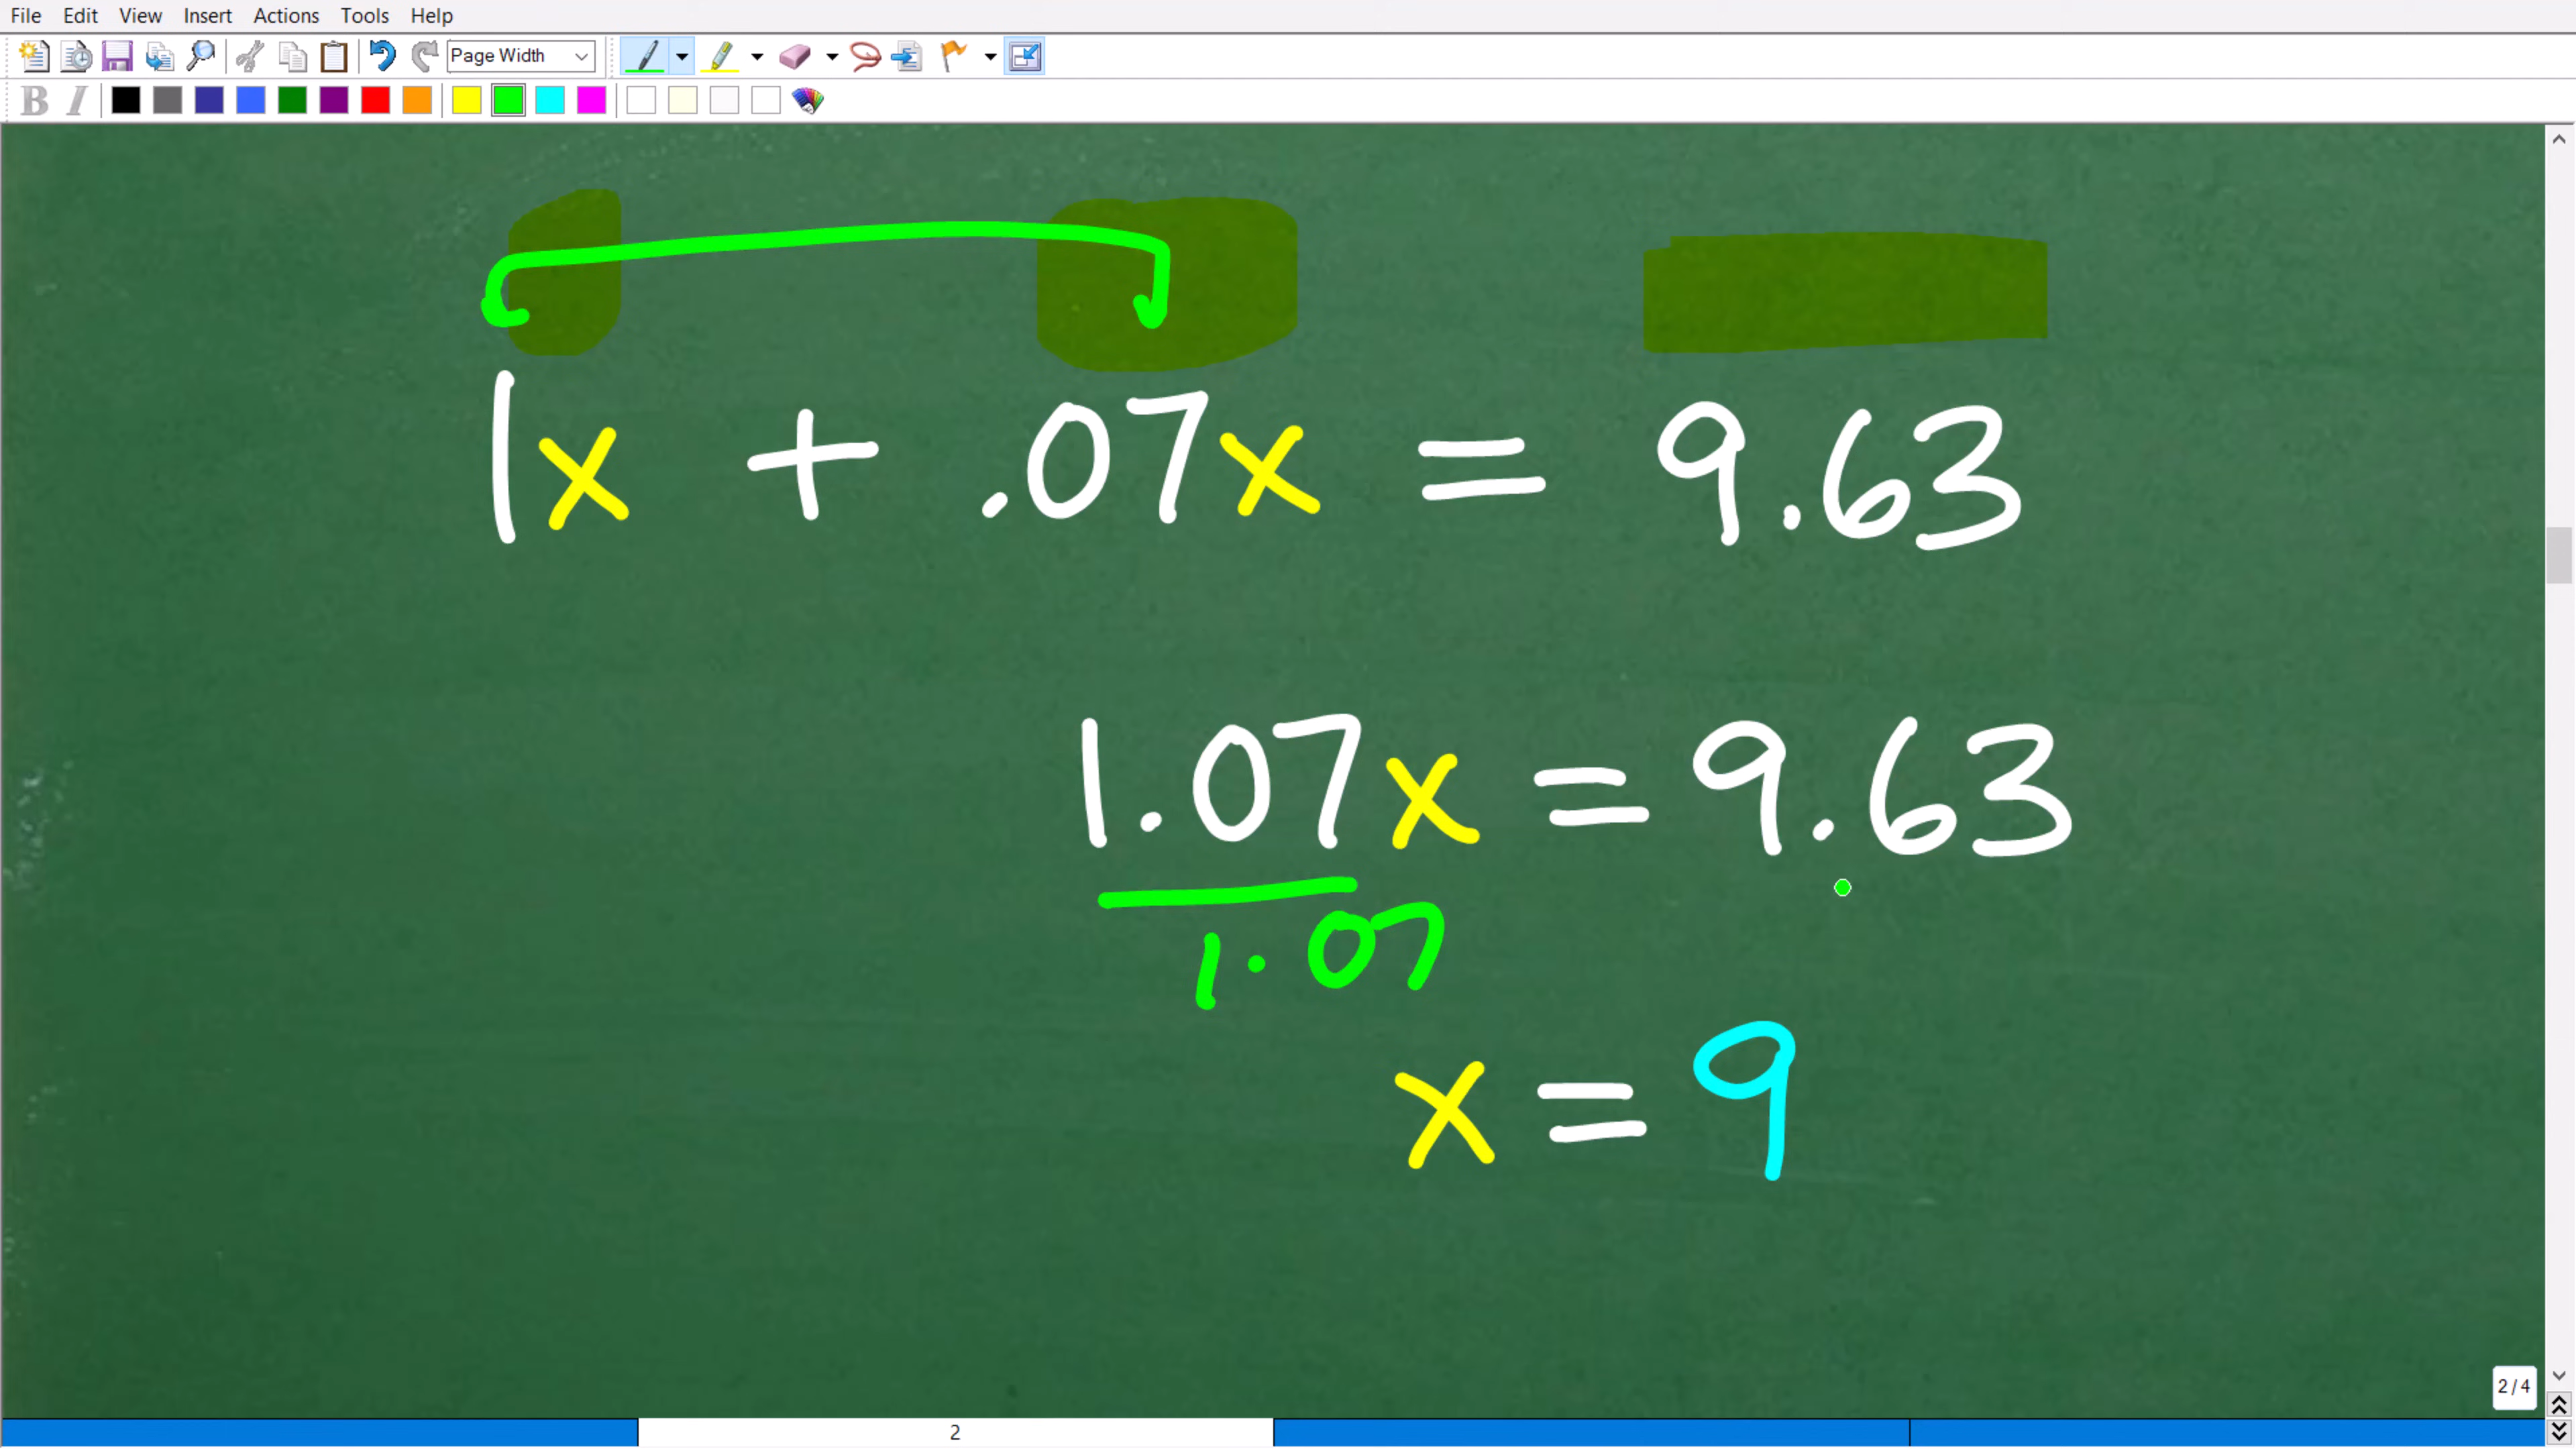 File Edit View Insert Actions Tools Help
Page Width
B I
1x + .07x = 9.63
1.07x = 9.63
1.07
x = 9
2 / 4
2